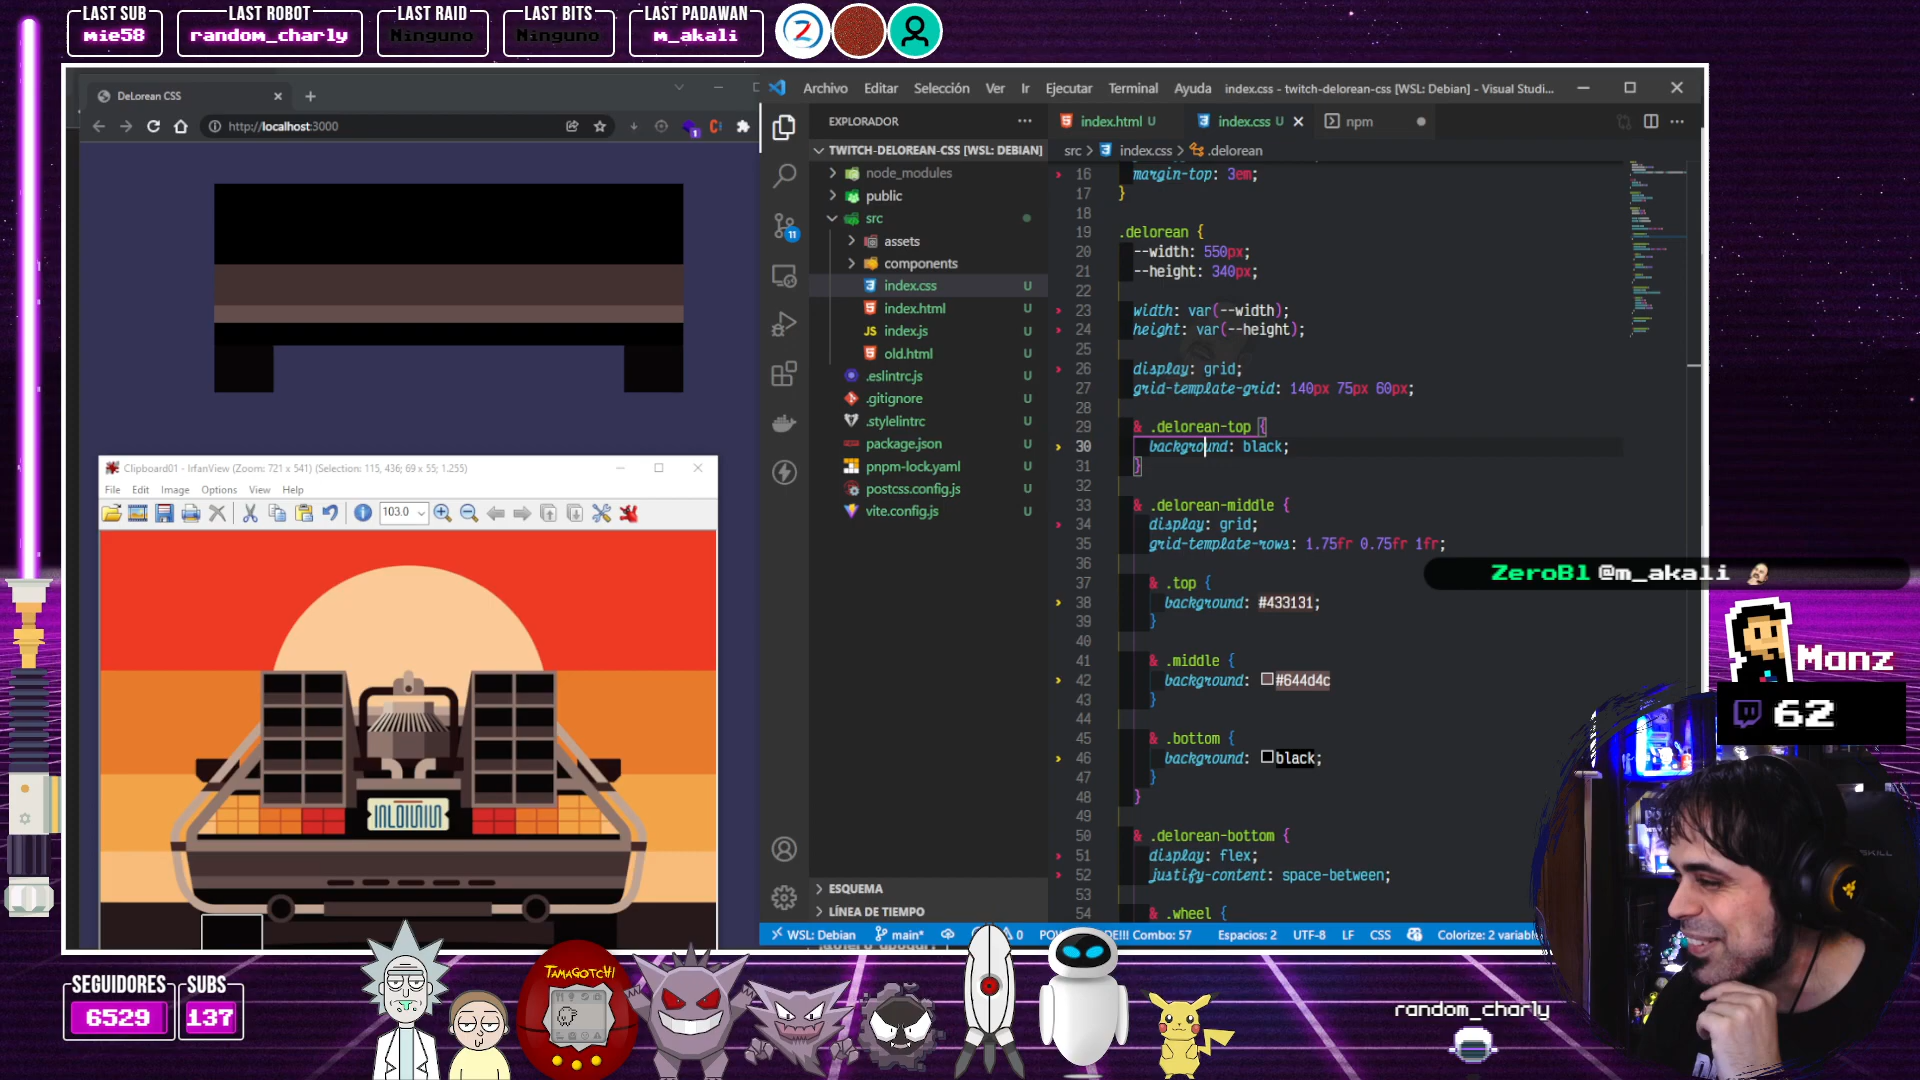 LAST SUB
mie58
LAST ROBOT
random_charly
LAST RAID
Ninguno
LAST BITS
Ninguno
LAST PADAWAN
m_akali
DeLorean CSS
http://localhost:3000
Archivo Editar Selección Ver Ir Ejecutar Terminal Ayuda
index.css - twitch-delorean-css [WSL: Debian] - Visual Studi...
EXPLORADOR
index.html U
index.css U
npm
TWITCH-DELOREAN-CSS [WSL: DEBIAN]
src > index.css > .delorean
node_modules
public
src
assets
components
index.css U
index.html U
index.js U
old.html U
.eslintrc.js U
.gitignore U
.stylelintrc U
package.json U
pnpm-lock.yaml U
postcss.config.js U
vite.config.js U
11
ESQUEMA
LÍNEA DE TIEMPO
16 margin-top: 3em;
17 }
18
19 .delorean {
20 --width: 550px;
21 --height: 340px;
22
23 width: var(--width);
24 height: var(--height);
25
26 display: grid;
27 grid-template-grid: 140px 75px 60px;
28
29 & .delorean-top {
30 background: black;
31 }
32
33 & .delorean-middle {
34 display: grid;
35 grid-template-rows: 1.75fr 0.75fr 1fr;
36
37 & .top {
38 background: #433131;
39 }
40
41 & .middle {
42 background: #644d4c
43 }
44
45 & .bottom {
46 background: black;
47 }
48 }
49
50 & .delorean-bottom {
51 display: flex;
52 justify-content: space-between;
53
54 & .wheel {
Clipboard01 - IrfanView (Zoom: 721 x 541) (Selection: 115, 436; 69 x 55; 1.255)
File Edit Image Options View Help
103.0
ZeroBl @m_akali
Manz
62
WSL: Debian
main*
0
Combo: 57
Espacios: 2
UTF-8
LF
CSS
Colorize: 2 variabl
SEGUIDORES
6529
SUBS
137
TAMAGOTCHI
random_charly